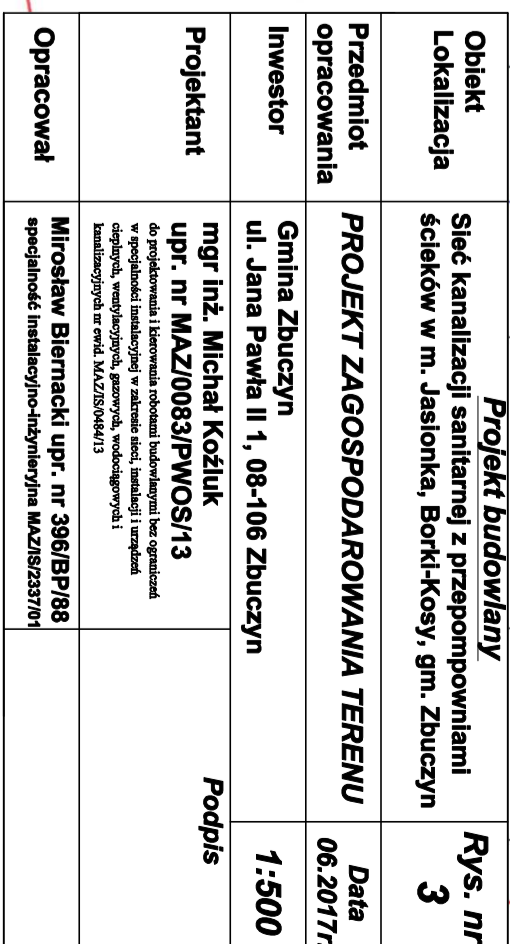 Projekt budowlany
Obiekt
Lokalizacja
Sieć kanalizacji sanitarnej z przepompowniami
ścieków w m. Jasionka, Borki-Kosy, gm. Zbuczyn
Rys. nr
3
Przedmiot
opracowania
PROJEKT ZAGOSPODAROWANIA TERENU
Data
06.2017r.
Inwestor
Gmina Zbuczyn
ul. Jana Pawła II 1, 08-106 Zbuczyn
1:500
Projektant
mgr inż. Michał Koźluk
upr. nr MAZ/0083/PWOS/13
do projektowania i kierowania robotami budowlanymi bez ograniczeń
w specjalności instalacyjnej w zakresie sieci, instalacji i urządzeń
cieplnych, wentylacyjnych, gazowych, wodociągowych i
kanalizacyjnych nr ewid. MAZ/IS/0484/13
Podpis
Opracował
Mirosław Biernacki upr. nr 396/BP/88
specjalność instalacyjno-inżynieryjna MAZ/IS/2337/01